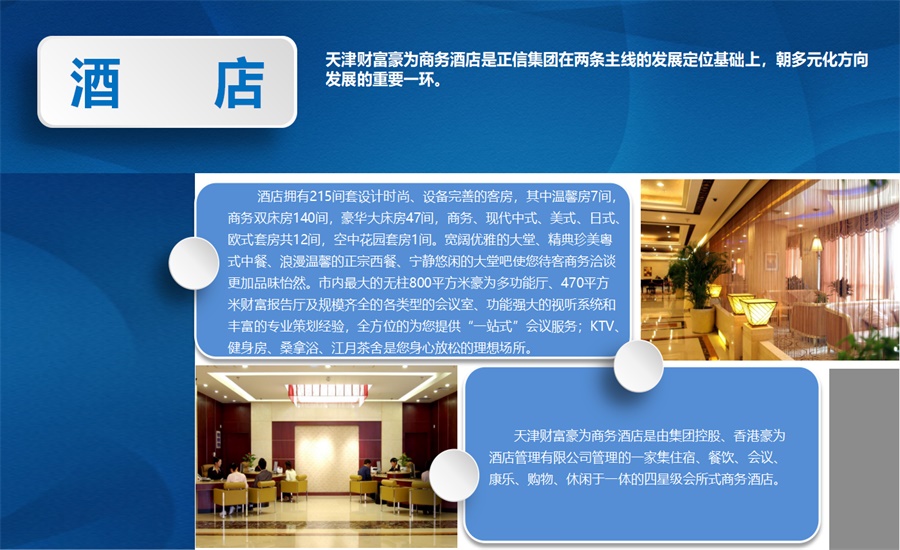 酒 店
天津财富豪为商务酒店是正信集团在两条主线的发展定位基础上，朝多元化方向
发展的重要一环。
酒店拥有215间套设计时尚、设备完善的客房，其中温馨房7间，
商务双床房140间，豪华大床房47间，商务、现代中式、美式、日式、
欧式套房共12间，空中花园套房1间。宽阔优雅的大堂、精典珍美粤
式中餐、浪漫温馨的正宗西餐、宁静悠闲的大堂吧使您待客商务洽谈
更加品味怡然。市内最大的无柱800平方米豪为多功能厅、470平方
米财富报告厅及规模齐全的各类型的会议室、功能强大的视听系统和
丰富的专业策划经验，全方位的为您提供“一站式”会议服务；KTV、
健身房、桑拿浴、江月茶舍是您身心放松的理想场所。
天津财富豪为商务酒店是由集团控股、香港豪为
酒店管理有限公司管理的一家集住宿、餐饮、会议、
康乐、购物、休闲于一体的四星级会所式商务酒店。